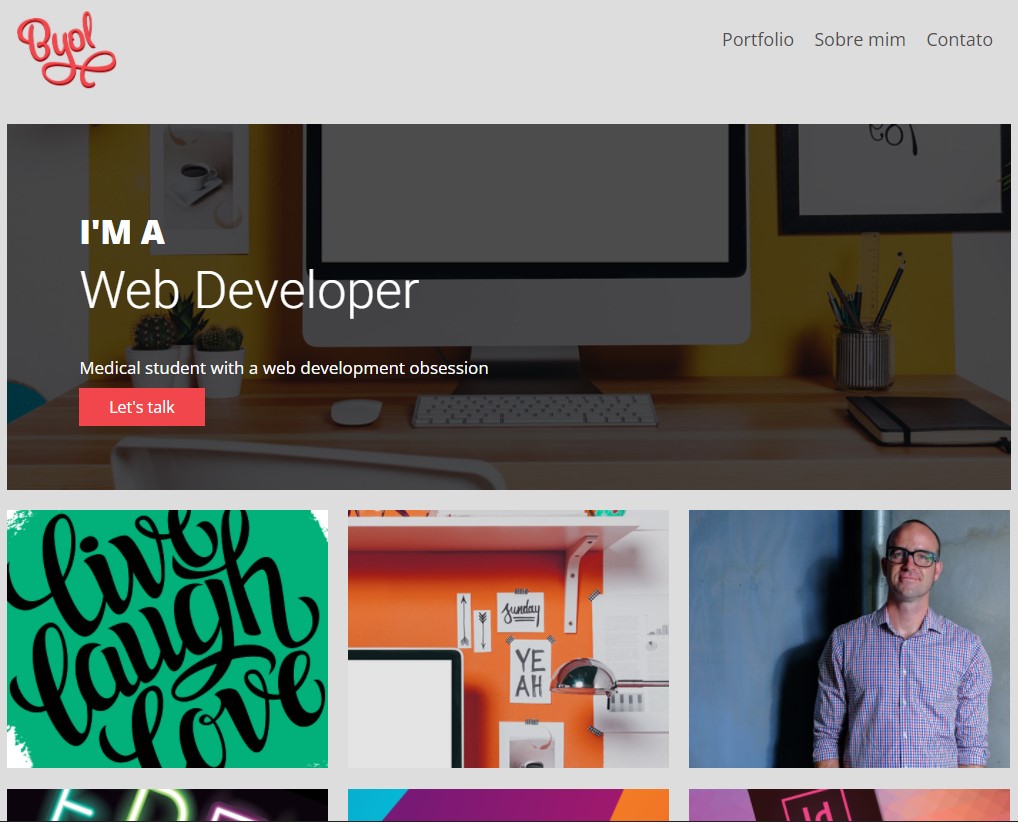 Byol
Portfolio Sobre mim Contato
I'M A
Web Developer
Medical student with a web development obsession
Let's talk
live
laugh
love
sunday
YE
AH
Id